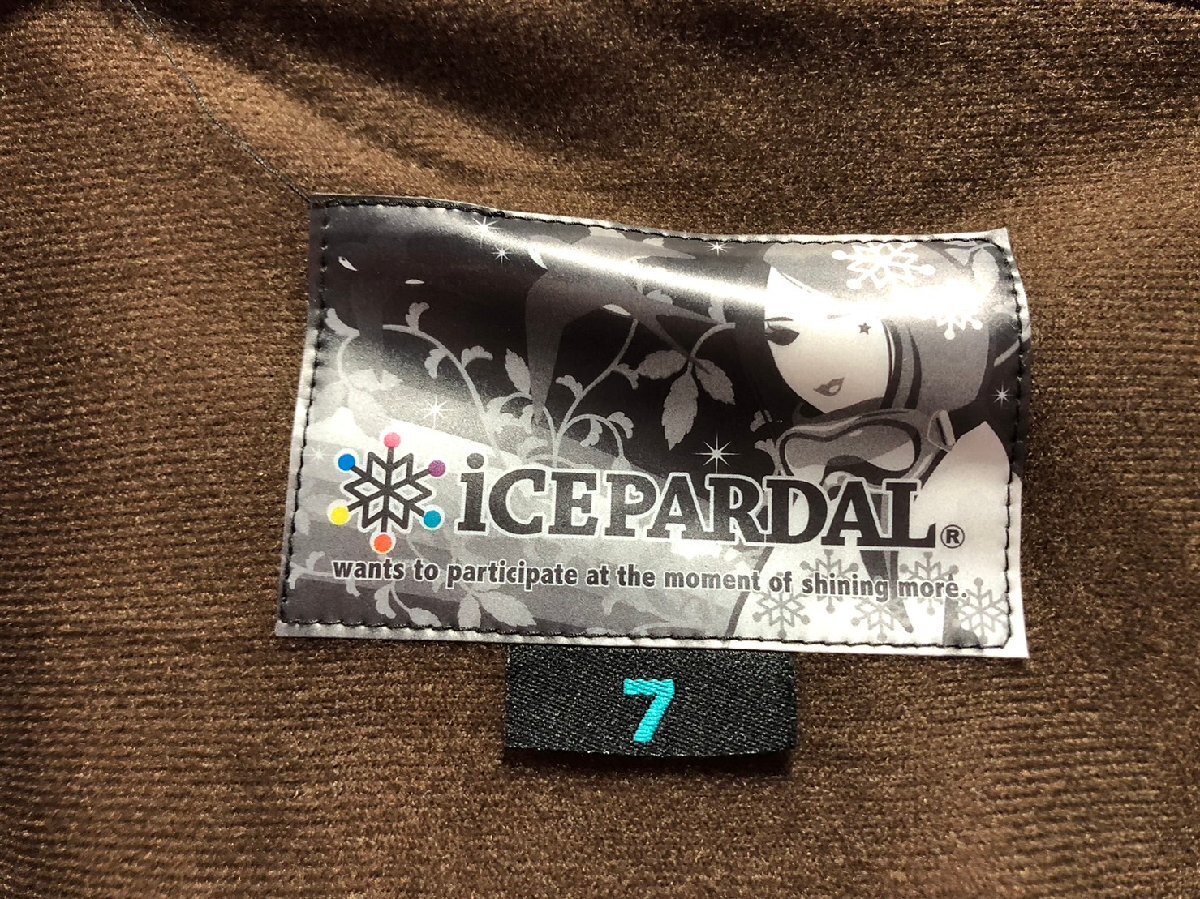 iCEPARDAL®
wants to participate at the moment of shining more.
7